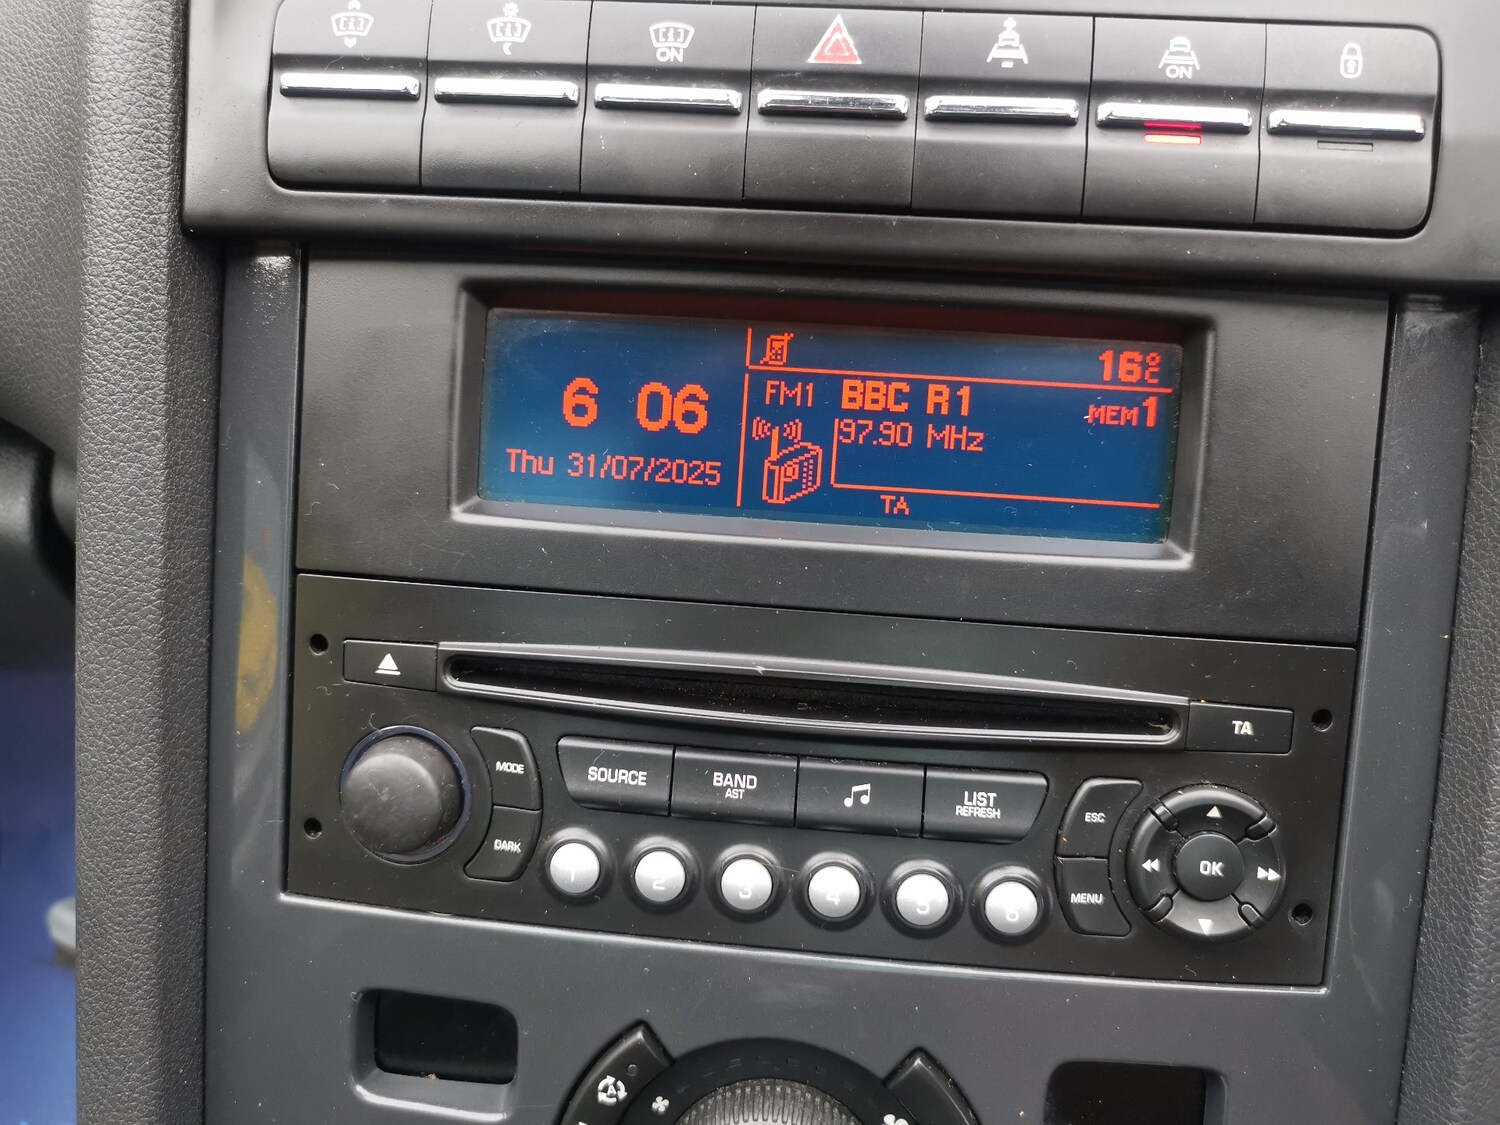 ON
ON
16°C
6 06
FM1 BBC R1
MEM1
97.90 MHz
Thu 31/07/2025
TA
TA
MODE
SOURCE
BAND
AST
LIST
REFRESH
ESC
DARK
OK
MENU
1 2 3 4 5 6
A